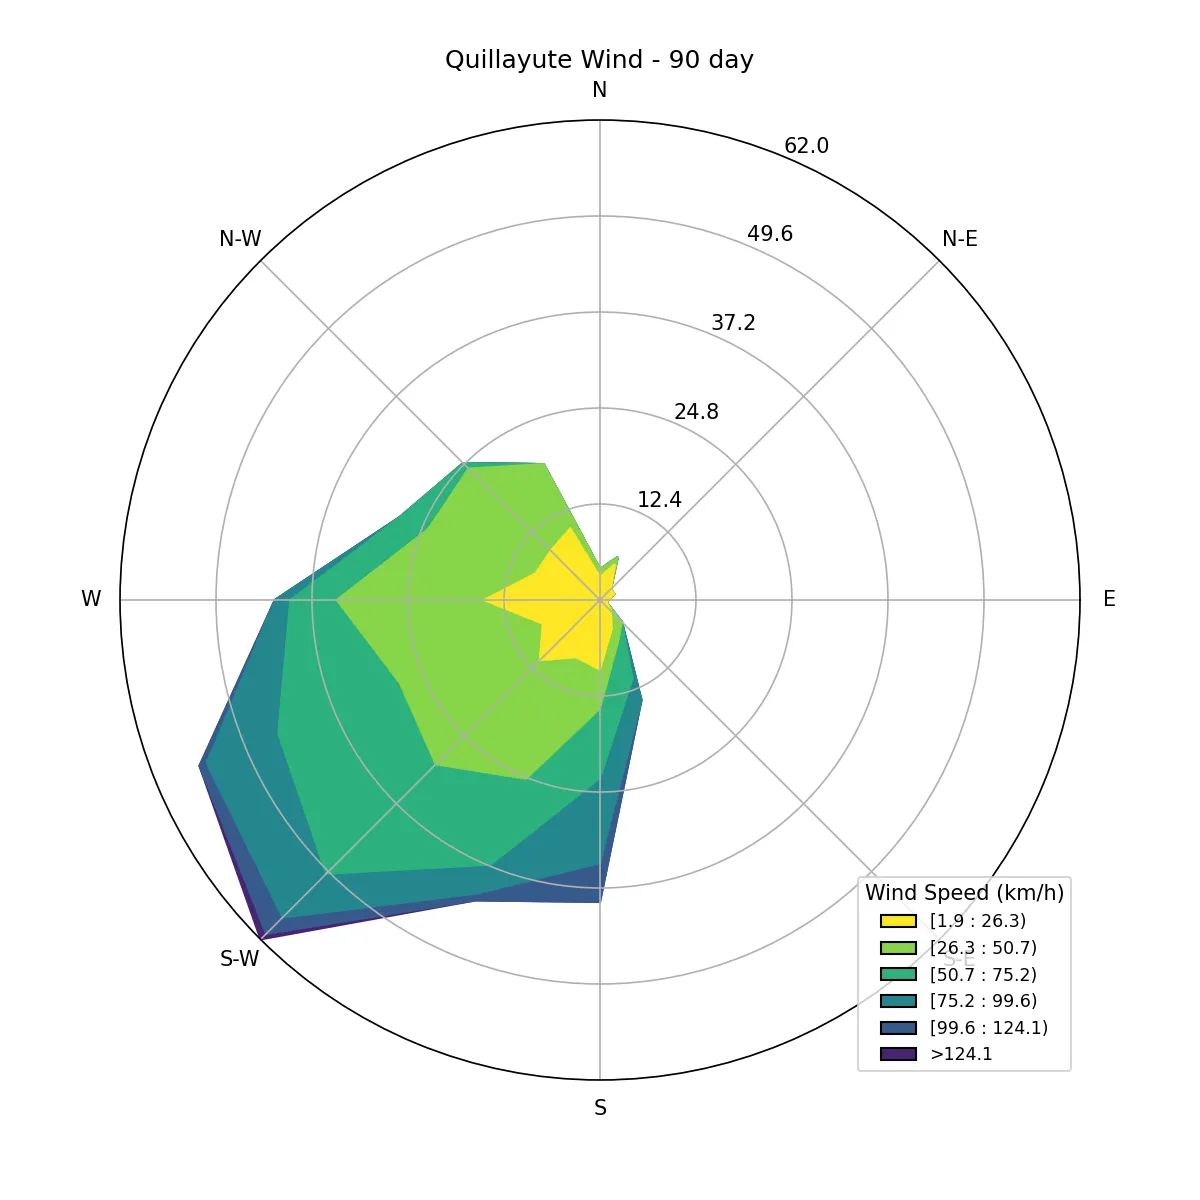 Quillayute Wind - 90 day
N
62.0
N-W
49.6
N-E
37.2
24.8
12.4
W
E
S-W
S-E
S
Wind Speed (km/h)
[1.9 : 26.3)
[26.3 : 50.7)
[50.7 : 75.2)
[75.2 : 99.6)
[99.6 : 124.1)
>124.1